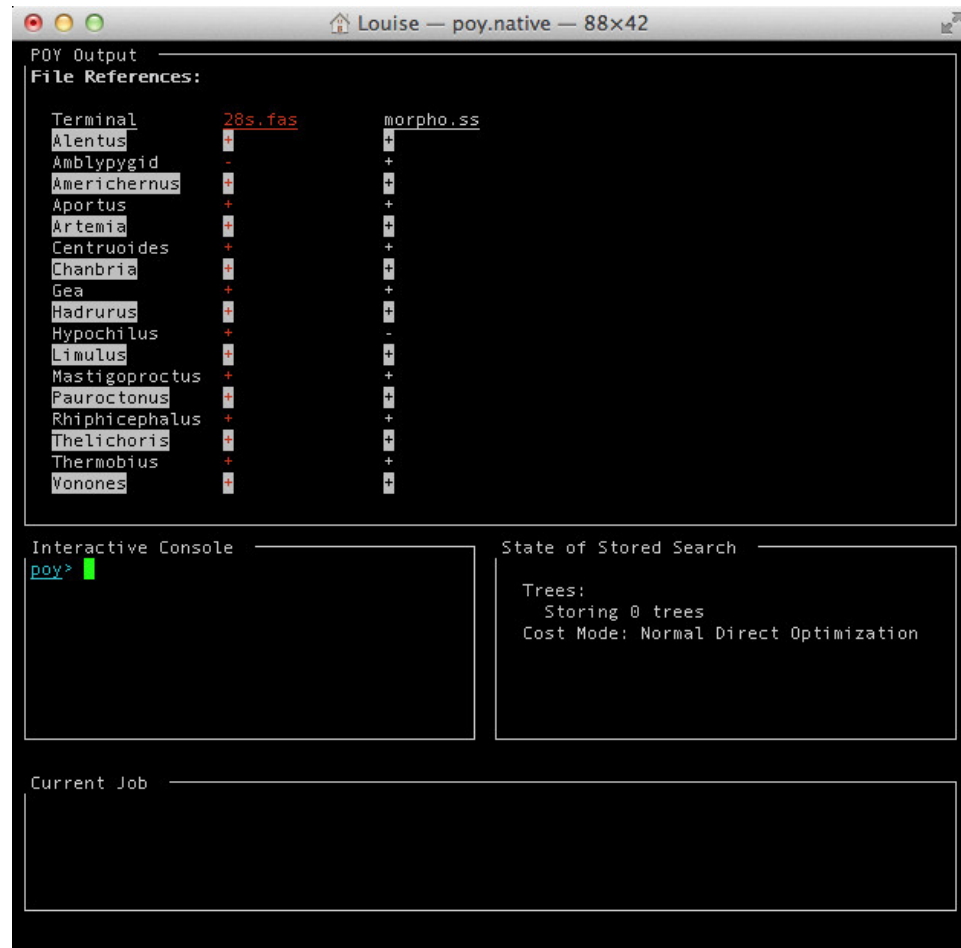 Louise — poy.native — 88×42
POY Output
File References:
Terminal 28s.fas morpho.ss
Alentus + +
Amblypygid - +
Americhernus + +
Aportus + +
Artemia + +
Centruoides + +
Chanbria + +
Gea + +
Hadrurus + +
Hypochilus + -
Limulus + +
Mastigoproctus + +
Pauroctonus + +
Rhiphicephalus + +
Thelichoris + +
Thermobius + +
Vonones + +
Interactive Console
poy>
State of Stored Search
Trees:
Storing 0 trees
Cost Mode: Normal Direct Optimization
Current Job